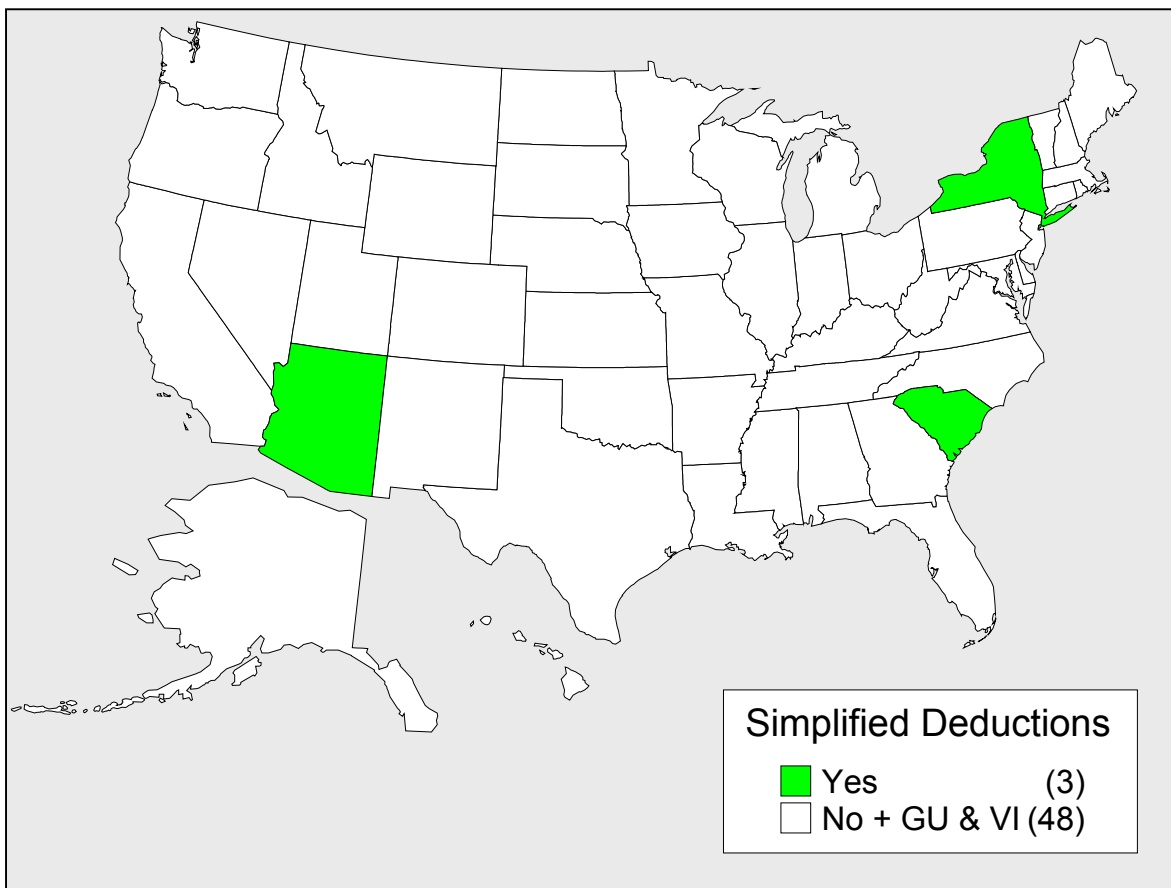 Simplified Deductions
Yes (3)
No + GU & VI (48)